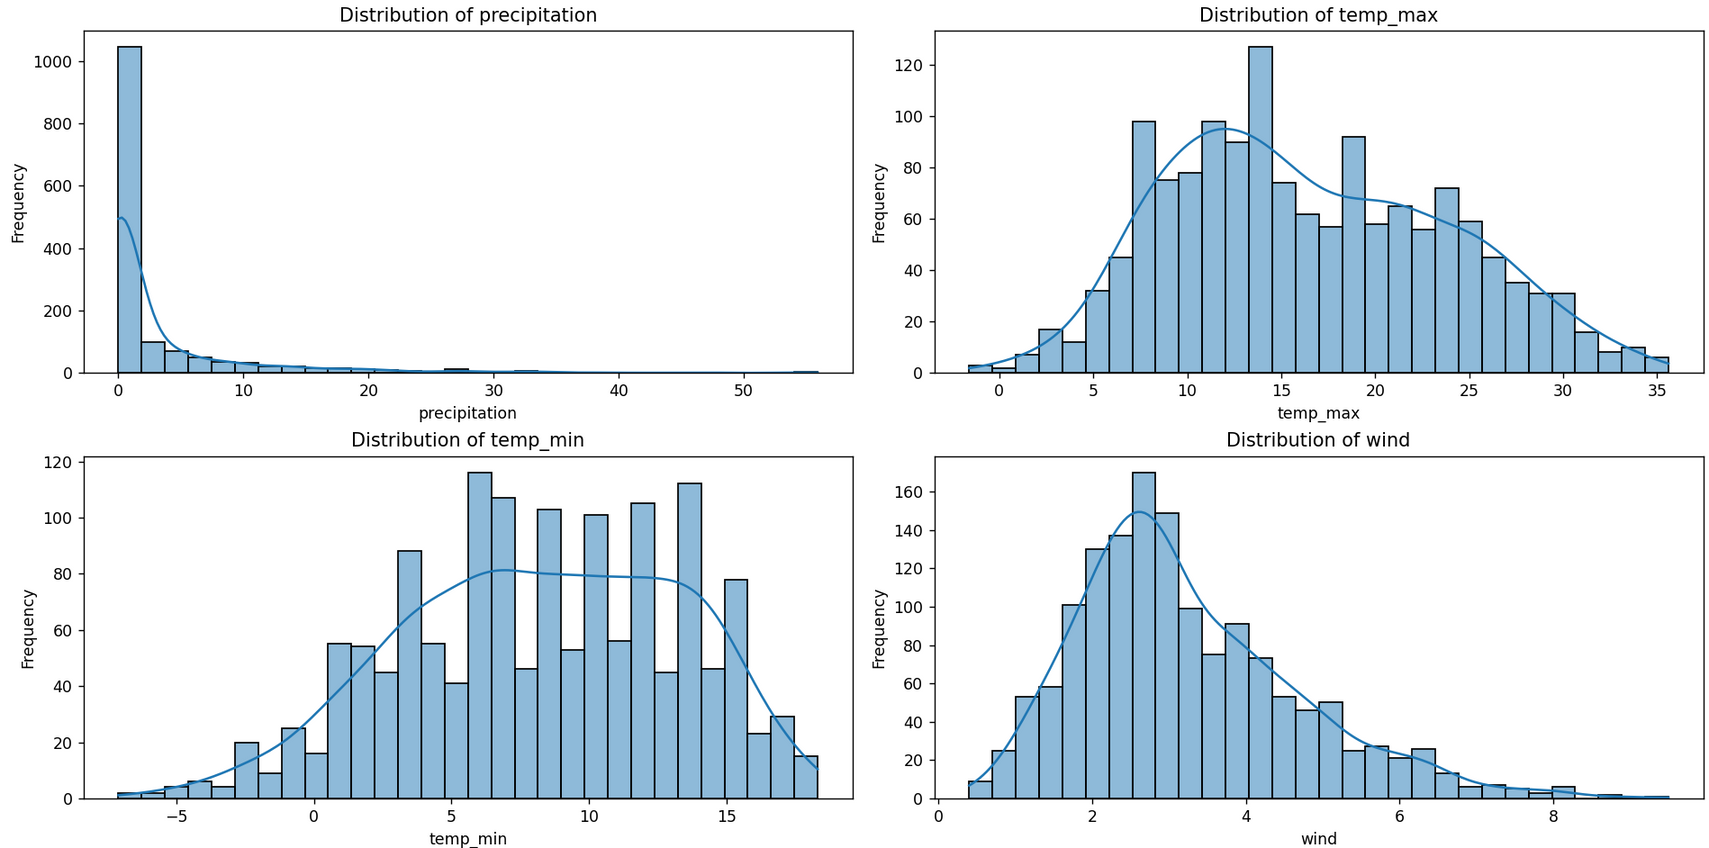 Distribution of precipitation
1000
800
600
400
200
0
Frequency
0 10 20 30 40 50
precipitation
Distribution of temp_max
120
100
80
60
40
20
0
Frequency
0 5 10 15 20 25 30 35
temp_max
Distribution of temp_min
120
100
80
60
40
20
0
Frequency
−5 0 5 10 15
temp_min
Distribution of wind
160
140
120
100
80
60
40
20
0
Frequency
0 2 4 6 8
wind